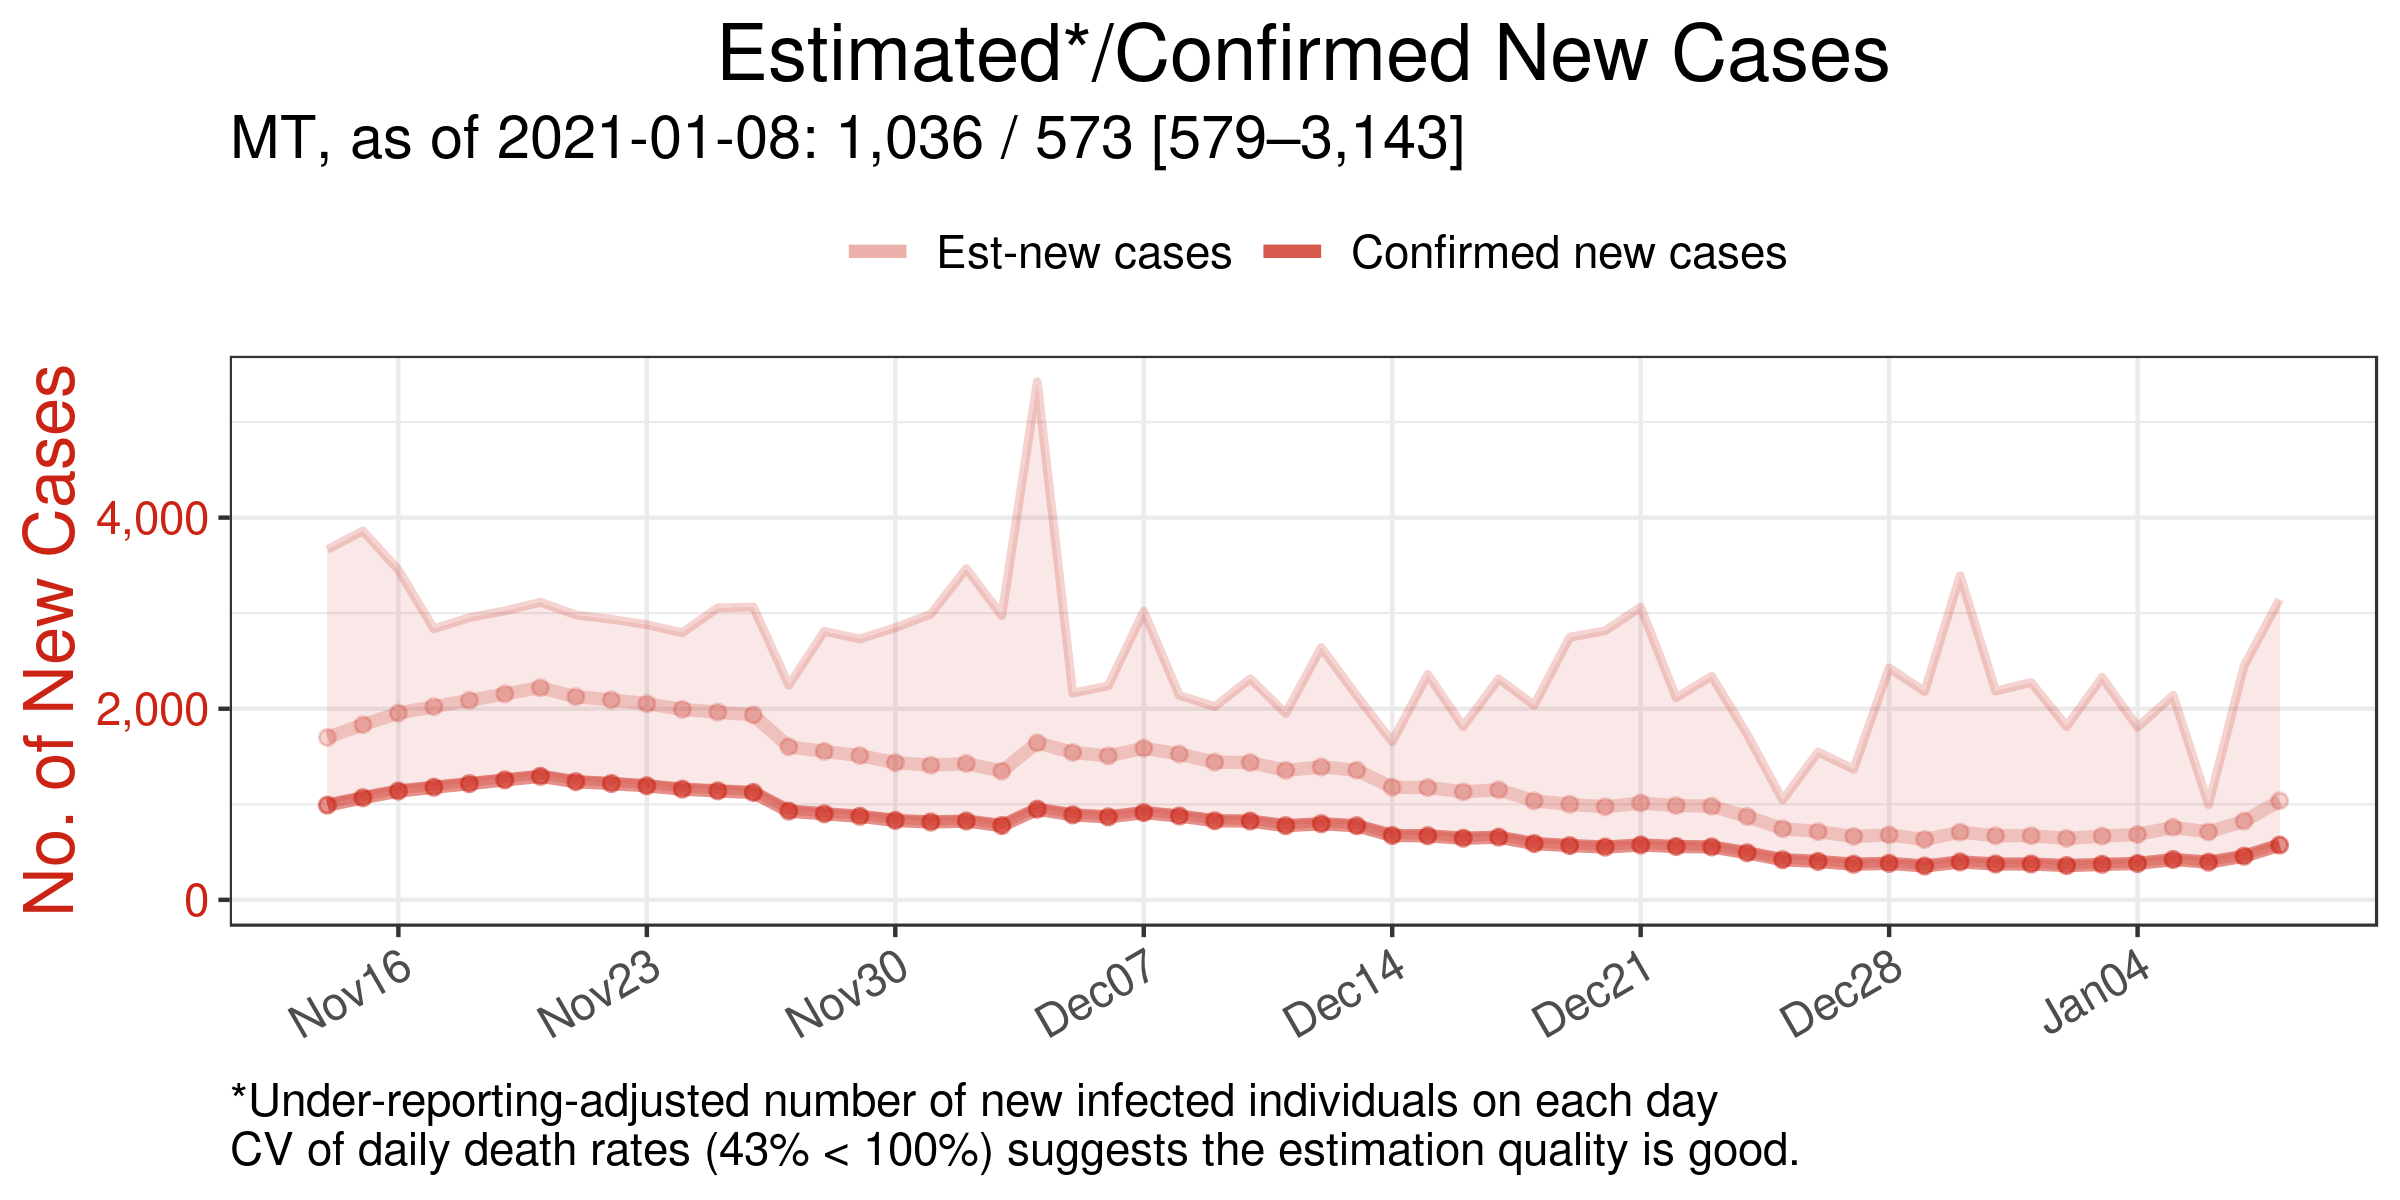 Estimated*/Confirmed New Cases
MT, as of 2021-01-08: 1,036 / 573 [579–3,143]
Est-new cases
Confirmed new cases
No. of New Cases
4,000
2,000
0
Nov16
Nov23
Nov30
Dec07
Dec14
Dec21
Dec28
Jan04
*Under-reporting-adjusted number of new infected individuals on each day
CV of daily death rates (43% < 100%) suggests the estimation quality is good.